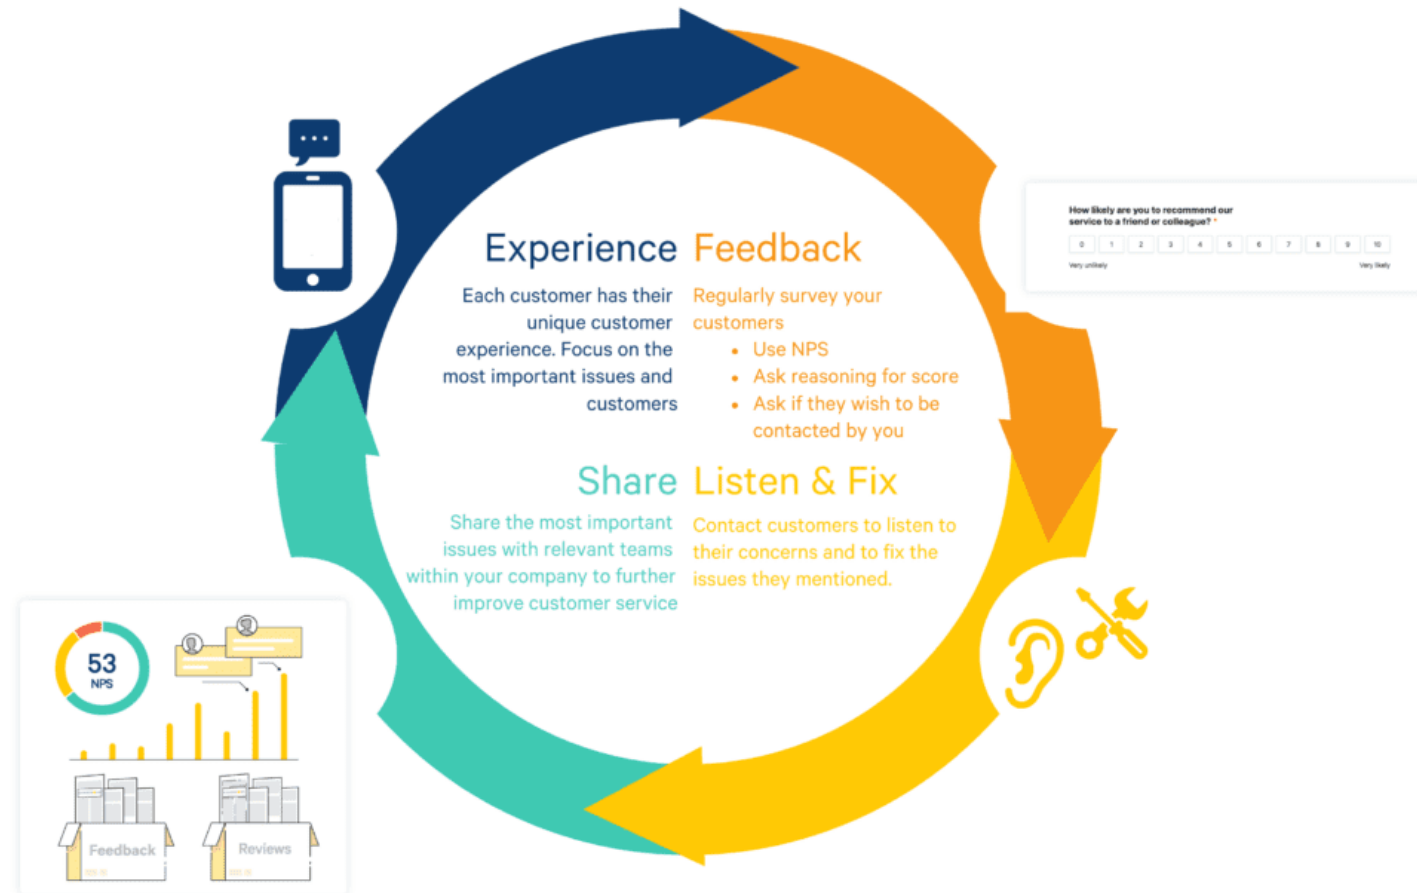 Experience
Each customer has their
unique customer
experience. Focus on the
most important issues and
customers
Feedback
Regularly survey your
customers
• Use NPS
• Ask reasoning for score
• Ask if they wish to be
contacted by you
How likely are you to recommend our
service to a friend or colleague? *
0 1 2 3 4 5 6 7 8 9 10
Very unlikely Very likely
Share
Share the most important
issues with relevant teams
within your company to further
improve customer service
Listen & Fix
Contact customers to listen to
their concerns and to fix the
issues they mentioned.
53
NPS
Feedback
Reviews